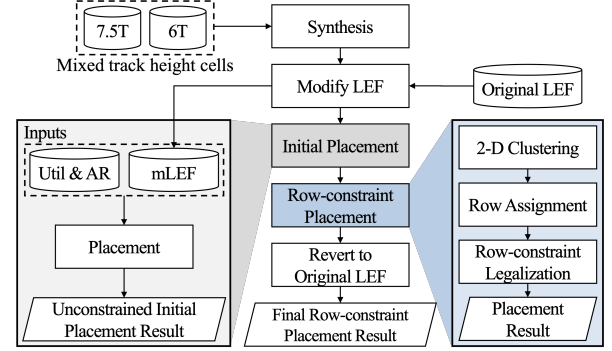 7.5T
6T
Mixed track height cells
Synthesis
Modify LEF
Original LEF
Inputs
Util & AR
mLEF
Placement
Unconstrained Initial
Placement Result
Initial Placement
Row-constraint
Placement
Revert to
Original LEF
Final Row-constraint
Placement Result
2-D Clustering
Row Assignment
Row-constraint
Legalization
Placement
Result